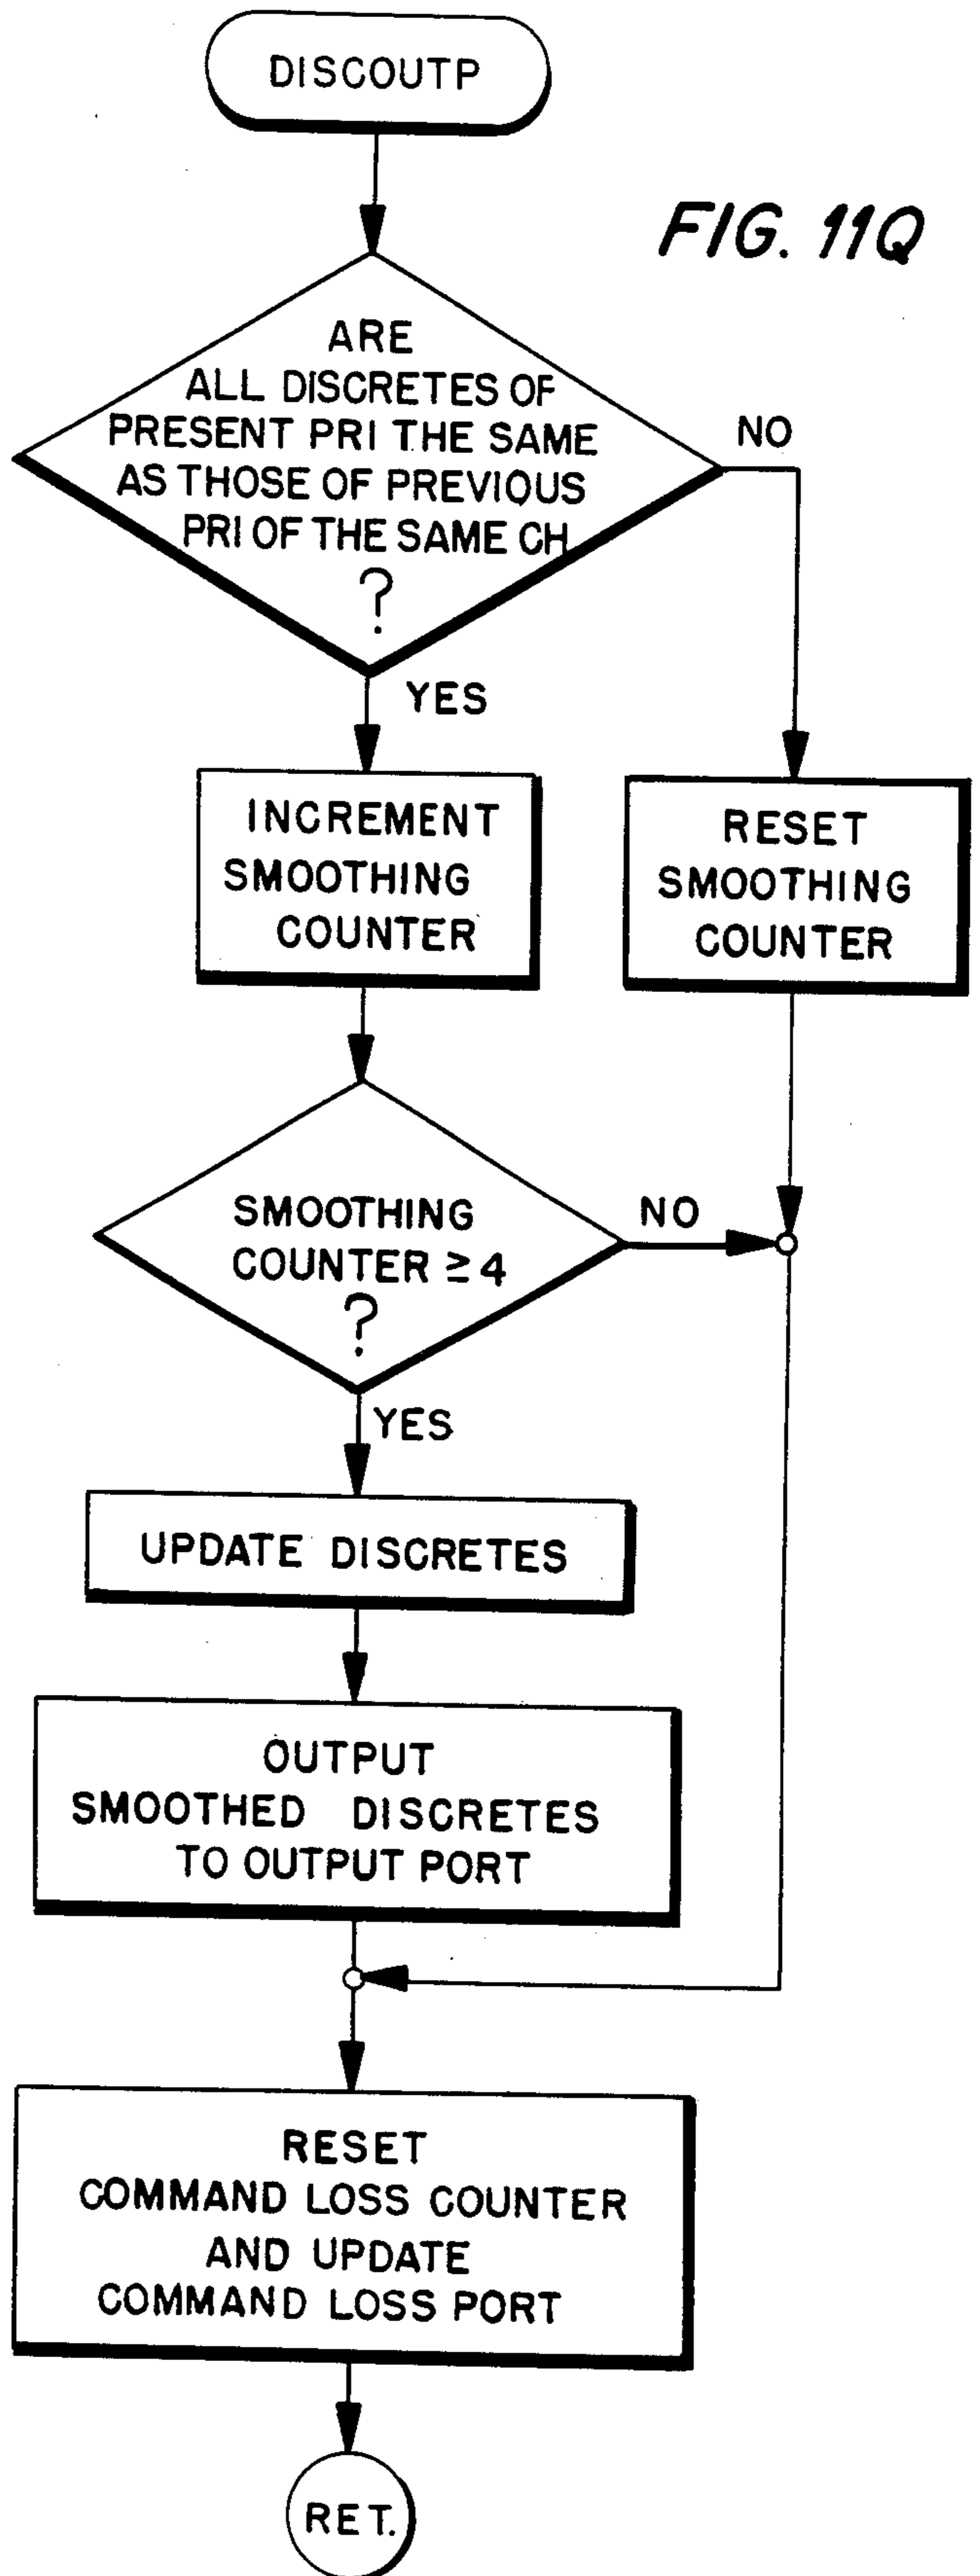 DISCOUTP
FIG. 11Q
ARE
ALL DISCRETES OF
PRESENT PRI THE SAME
AS THOSE OF PREVIOUS
PRI OF THE SAME CH
?
NO
YES
INCREMENT
SMOOTHING
COUNTER
RESET
SMOOTHING
COUNTER
SMOOTHING
COUNTER ≥ 4
?
NO
YES
UPDATE DISCRETES
OUTPUT
SMOOTHED DISCRETES
TO OUTPUT PORT
RESET
COMMAND LOSS COUNTER
AND UPDATE
COMMAND LOSS PORT
RET.